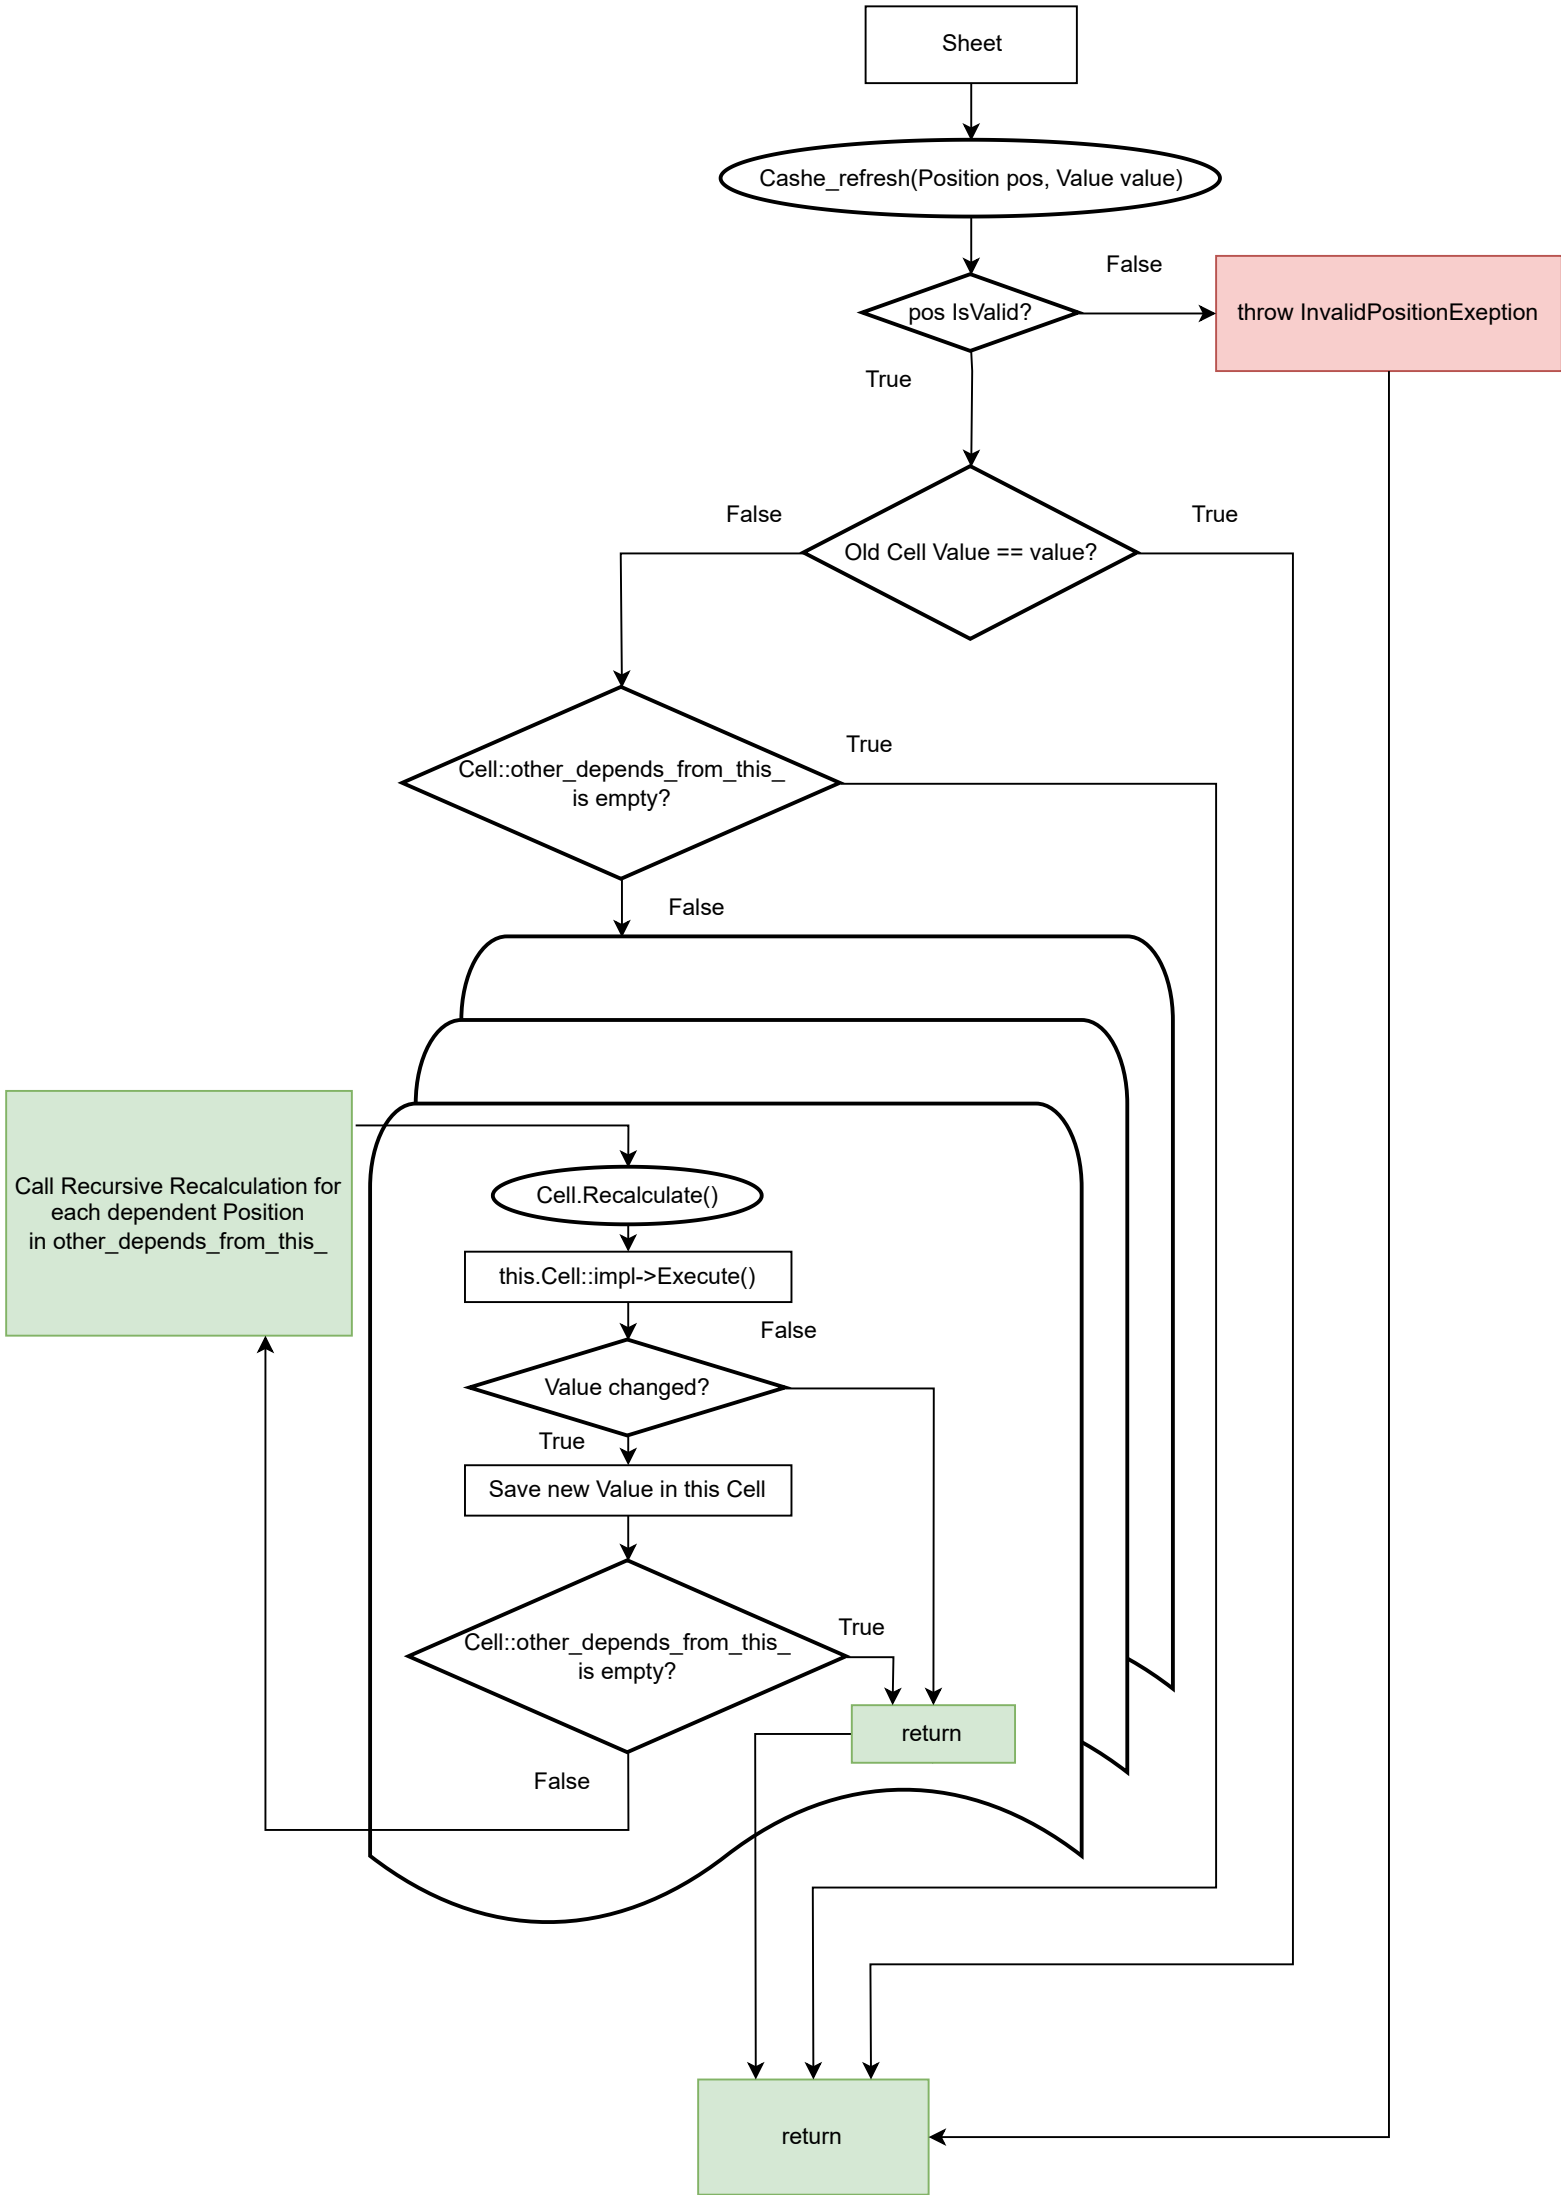 Sheet
Cashe_refresh(Position pos, Value value)
False
pos IsValid?
throw InvalidPositionExeption
True
False
True
Old Cell Value == value?
True
Cell::other_depends_from_this_
is empty?
False
Call Recursive Recalculation for
each dependent Position
in other_depends_from_this_
Cell.Recalculate()
this.Cell::impl->Execute()
False
Value changed?
True
Save new Value in this Cell
True
Cell::other_depends_from_this_
is empty?
return
False
return